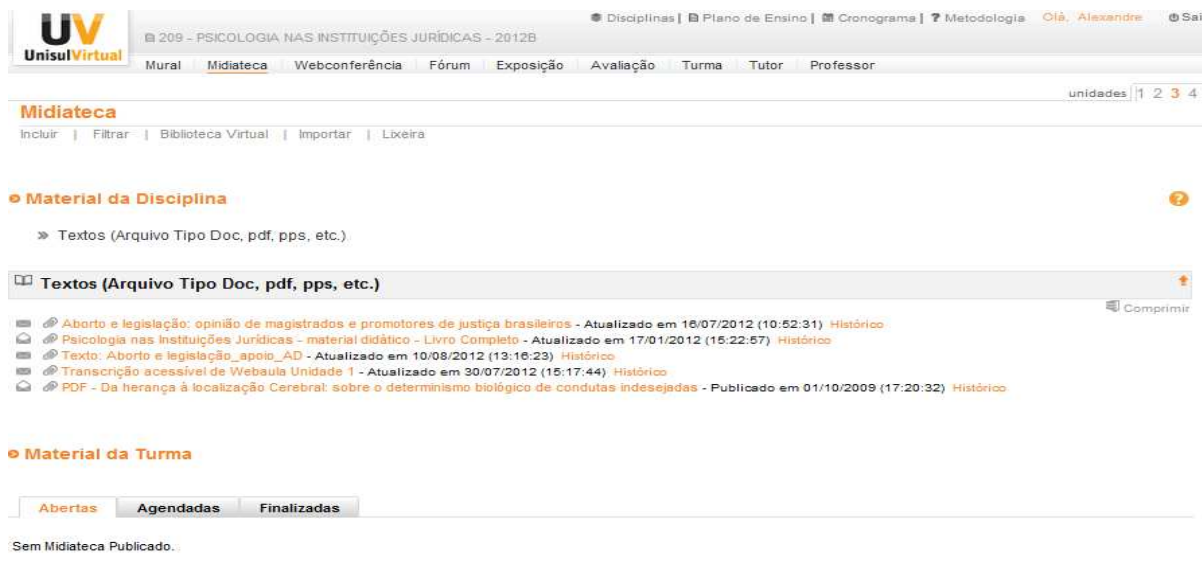 Disciplinas | Plano de Ensino | Cronograma | ? Metodologia Olá, Alexandre Sai
UV
UnisulVirtual
209 - PSICOLOGIA NAS INSTITUIÇÕES JURÍDICAS - 2012B
Mural Midiateca Webconferência Fórum Exposição Avaliação Turma Tutor Professor
unidades 1 2 3 4
Midiateca
Incluir | Filtrar | Biblioteca Virtual | Importar | Lixeira
Material da Disciplina ?
» Textos (Arquivo Tipo Doc, pdf, pps, etc.)
Textos (Arquivo Tipo Doc, pdf, pps, etc.)
Comprimir
Aborto e legislação: opinião de magistrados e promotores de justiça brasileiros - Atualizado em 16/07/2012 (10:52:31) Histórico
Psicologia nas Instituições Jurídicas - material didático - Livro Completo - Atualizado em 17/01/2012 (15:22:57) Histórico
Texto: Aborto e legislação_apoio_AD - Atualizado em 10/08/2012 (13:16:23) Histórico
Transcrição acessível de Webaula Unidade 1 - Atualizado em 30/07/2012 (15:17:44) Histórico
PDF - Da herança à localização Cerebral: sobre o determinismo biológico de condutas indesejadas - Publicado em 01/10/2009 (17:20:32) Histórico
Material da Turma
Abertas Agendadas Finalizadas
Sem Midiateca Publicado.